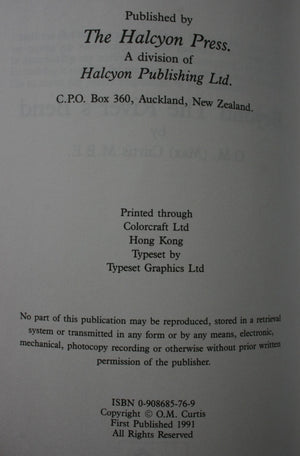 Published by
The Halcyon Press.
A division of
Halcyon Publishing Ltd.
C.P.O. Box 360, Auckland, New Zealand.
Printed through
Colorcraft Ltd
Hong Kong
Typeset by
Typeset Graphics Ltd
No part of this publication may be reproduced, stored in a retrieval
system or transmitted in any form or by any means, electronic,
mechanical, photocopy recording or otherwise without prior written
permission of the publisher.
ISBN 0-908685-76-9
Copyright © O.M. Curtis
First Published 1991
All Rights Reserved